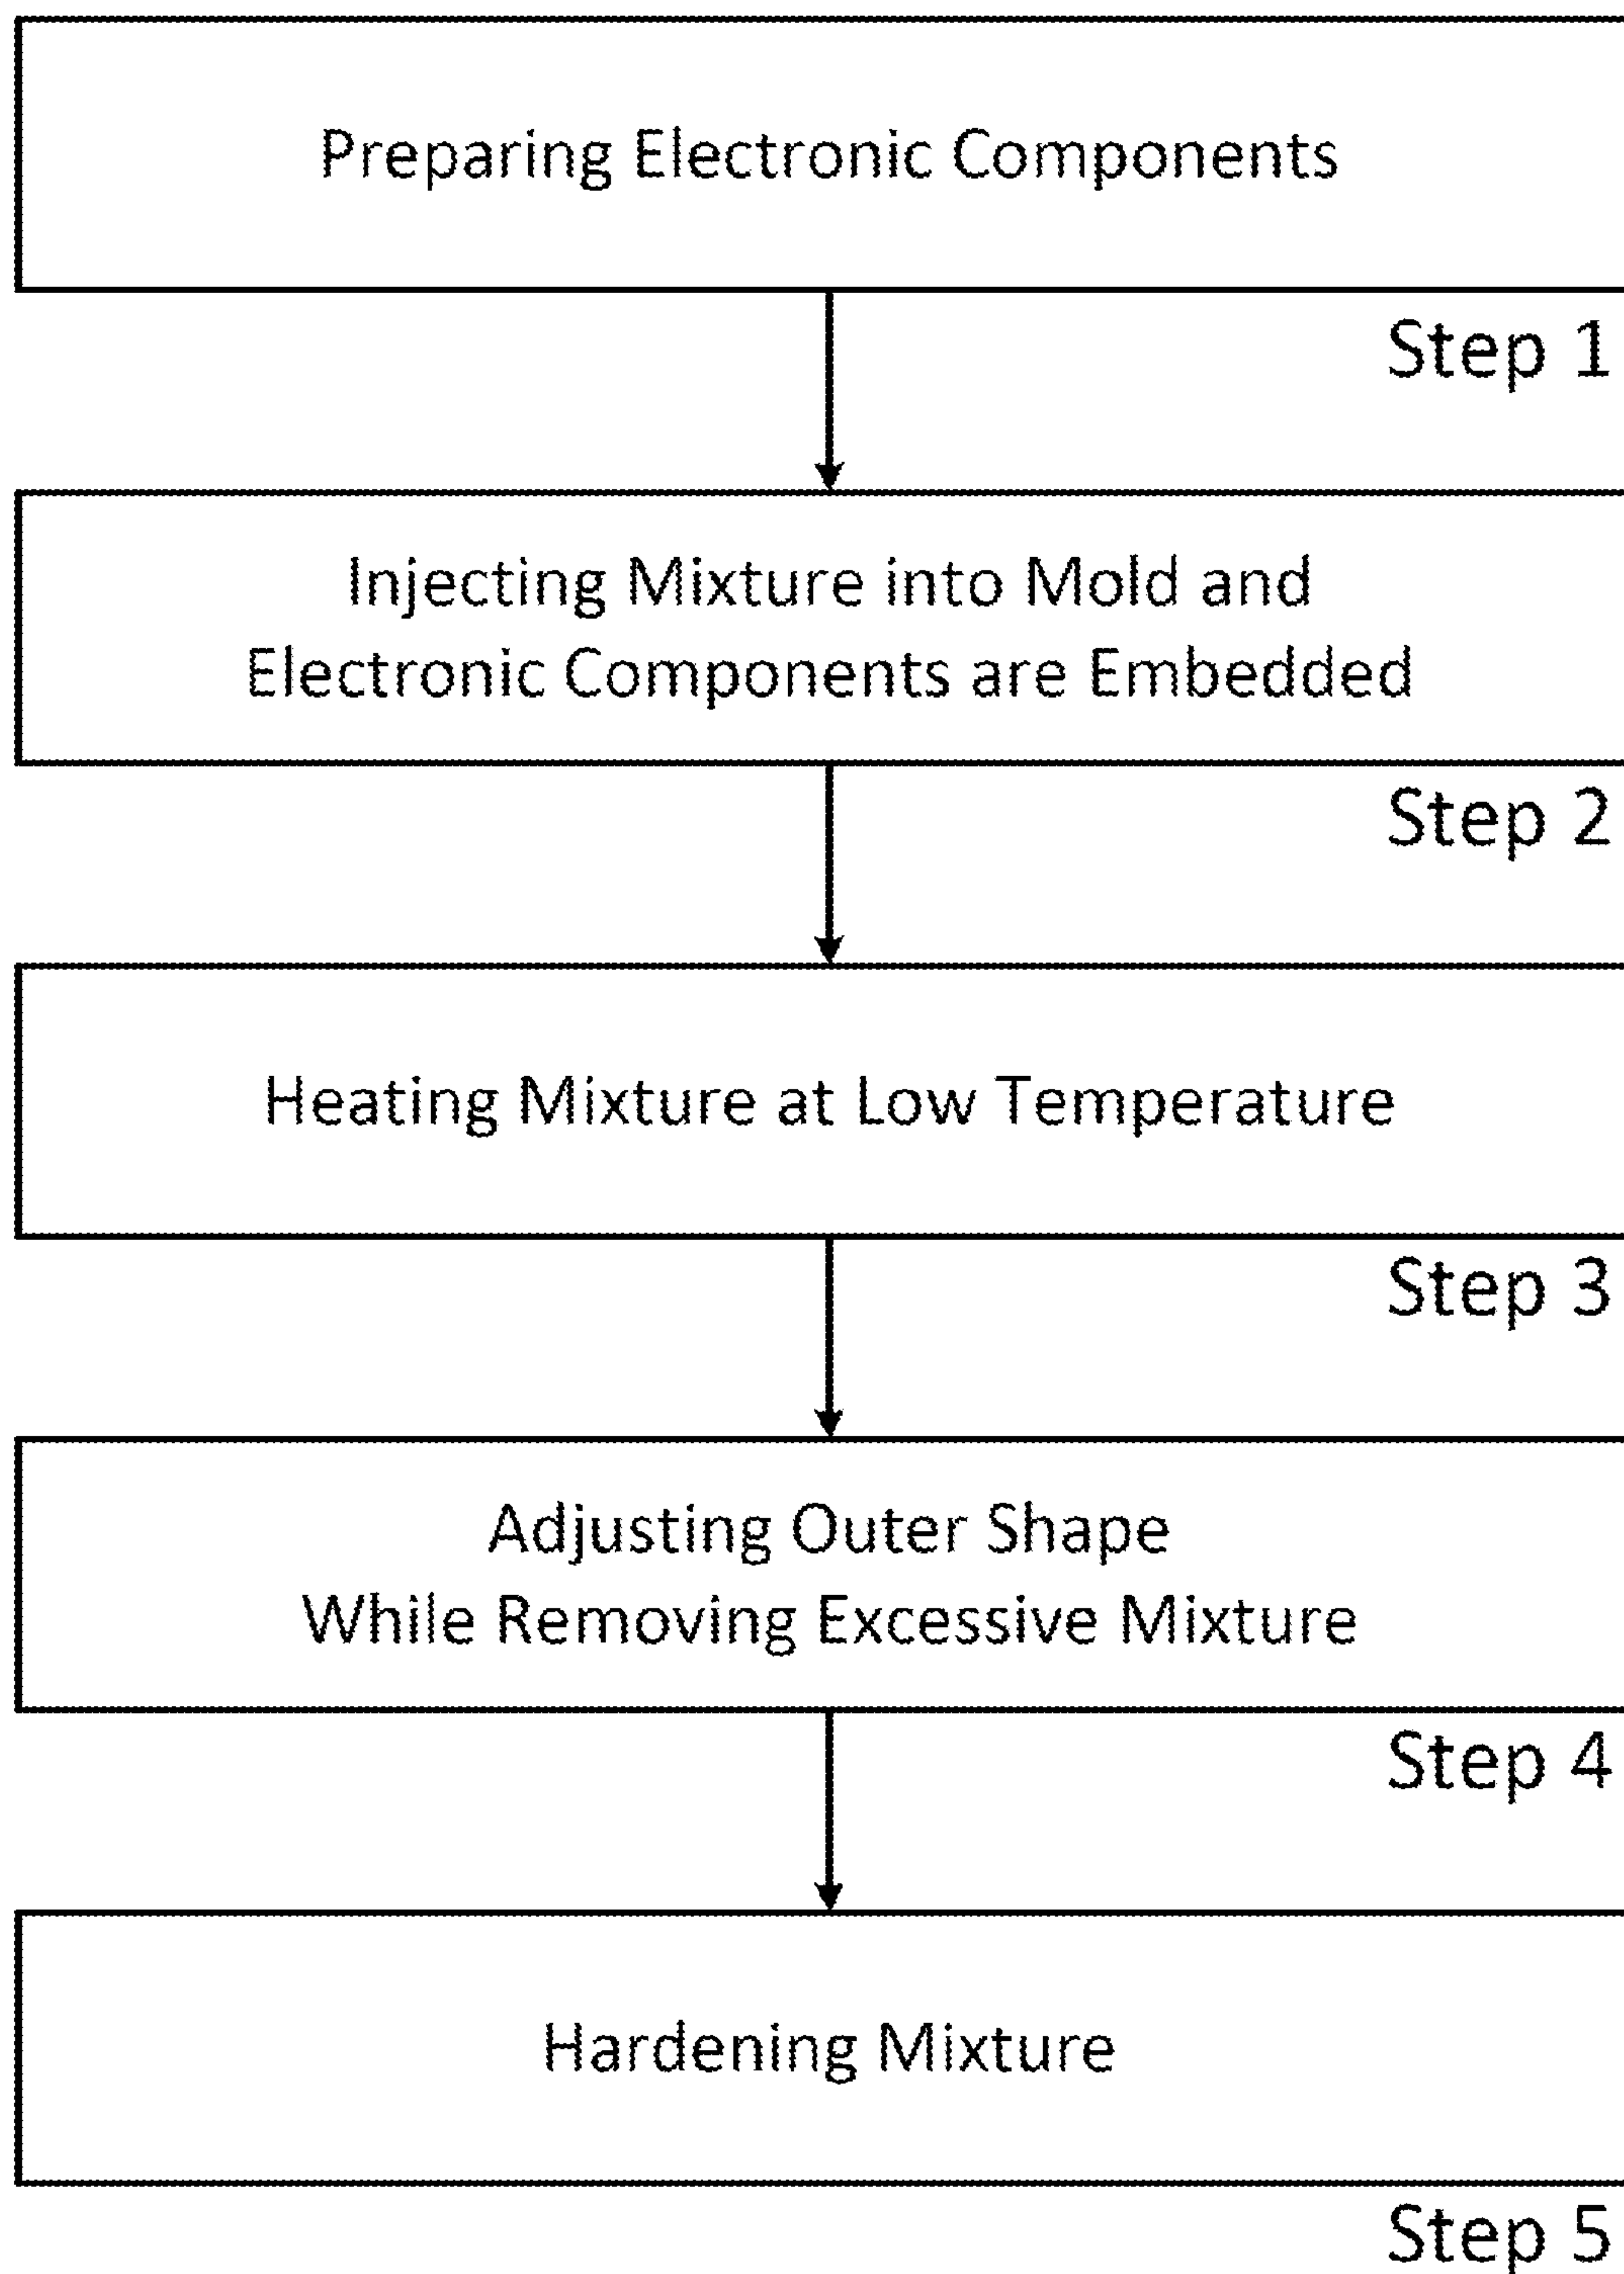 Preparing Electronic Components
Step 1
Injecting Mixture into Mold and
Electronic Components are Embedded
Step 2
Heating Mixture at Low Temperature
Step 3
Adjusting Outer Shape
While Removing Excessive Mixture
Step 4
Hardening Mixture
Step 5